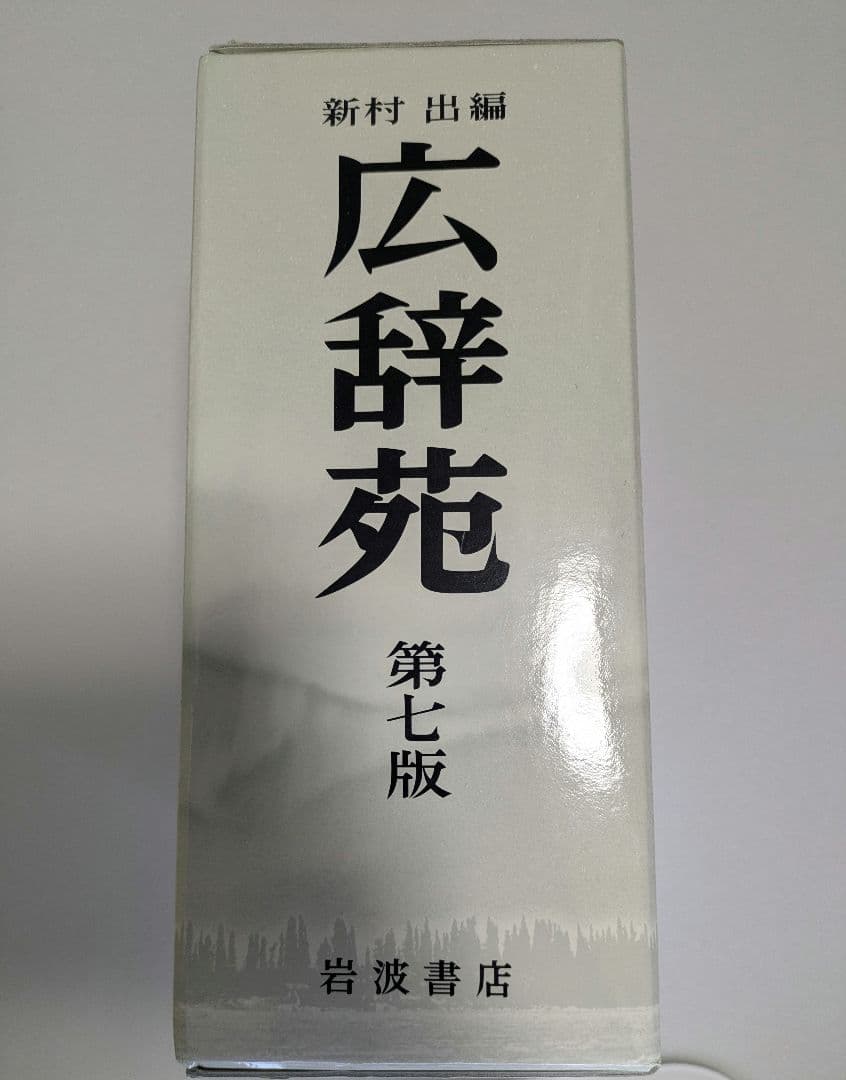 新村 出編
広辞苑
第七版
岩波書店